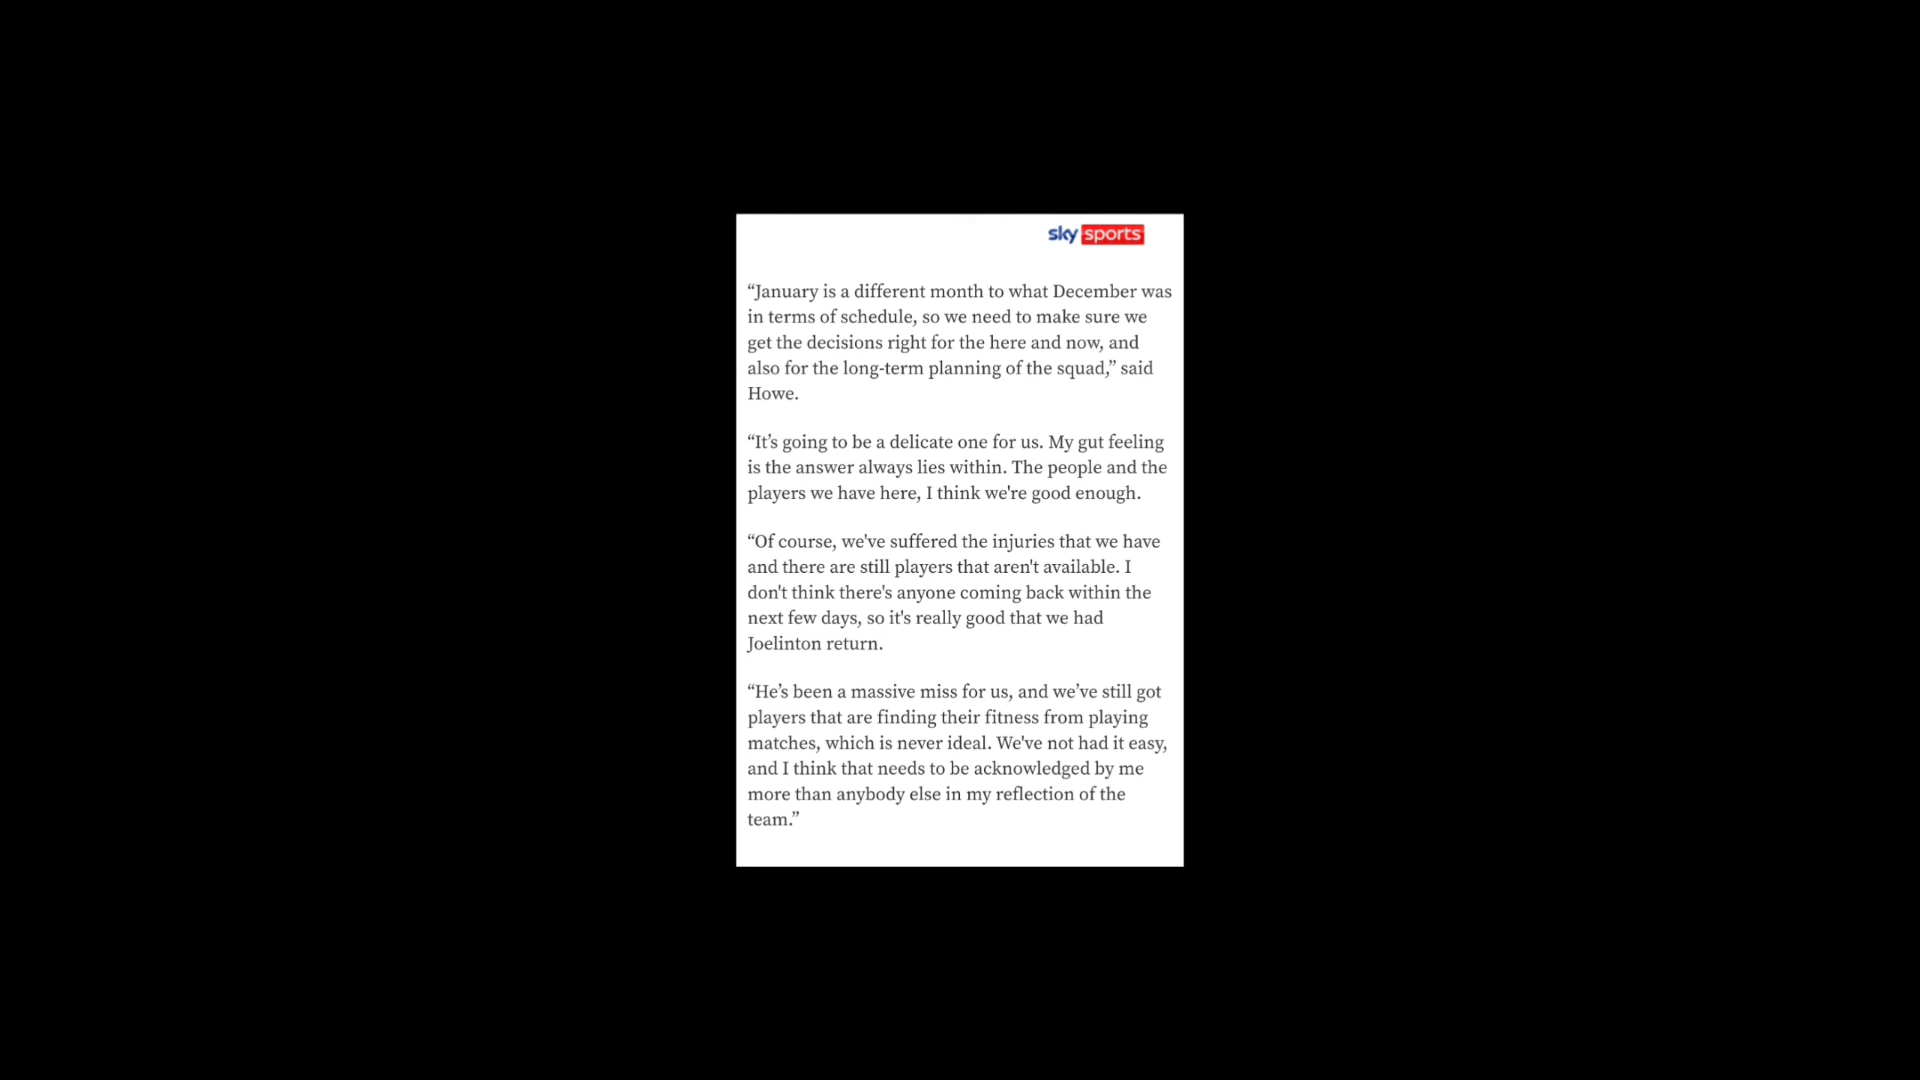 sky sports
“January is a different month to what December was
in terms of schedule, so we need to make sure we
get the decisions right for the here and now, and
also for the long-term planning of the squad,” said
Howe.
“It’s going to be a delicate one for us. My gut feeling
is the answer always lies within. The people and the
players we have here, I think we're good enough.
“Of course, we've suffered the injuries that we have
and there are still players that aren't available. I
don't think there's anyone coming back within the
next few days, so it's really good that we had
Joelinton return.
“He’s been a massive miss for us, and we’ve still got
players that are finding their fitness from playing
matches, which is never ideal. We've not had it easy,
and I think that needs to be acknowledged by me
more than anybody else in my reflection of the
team.”